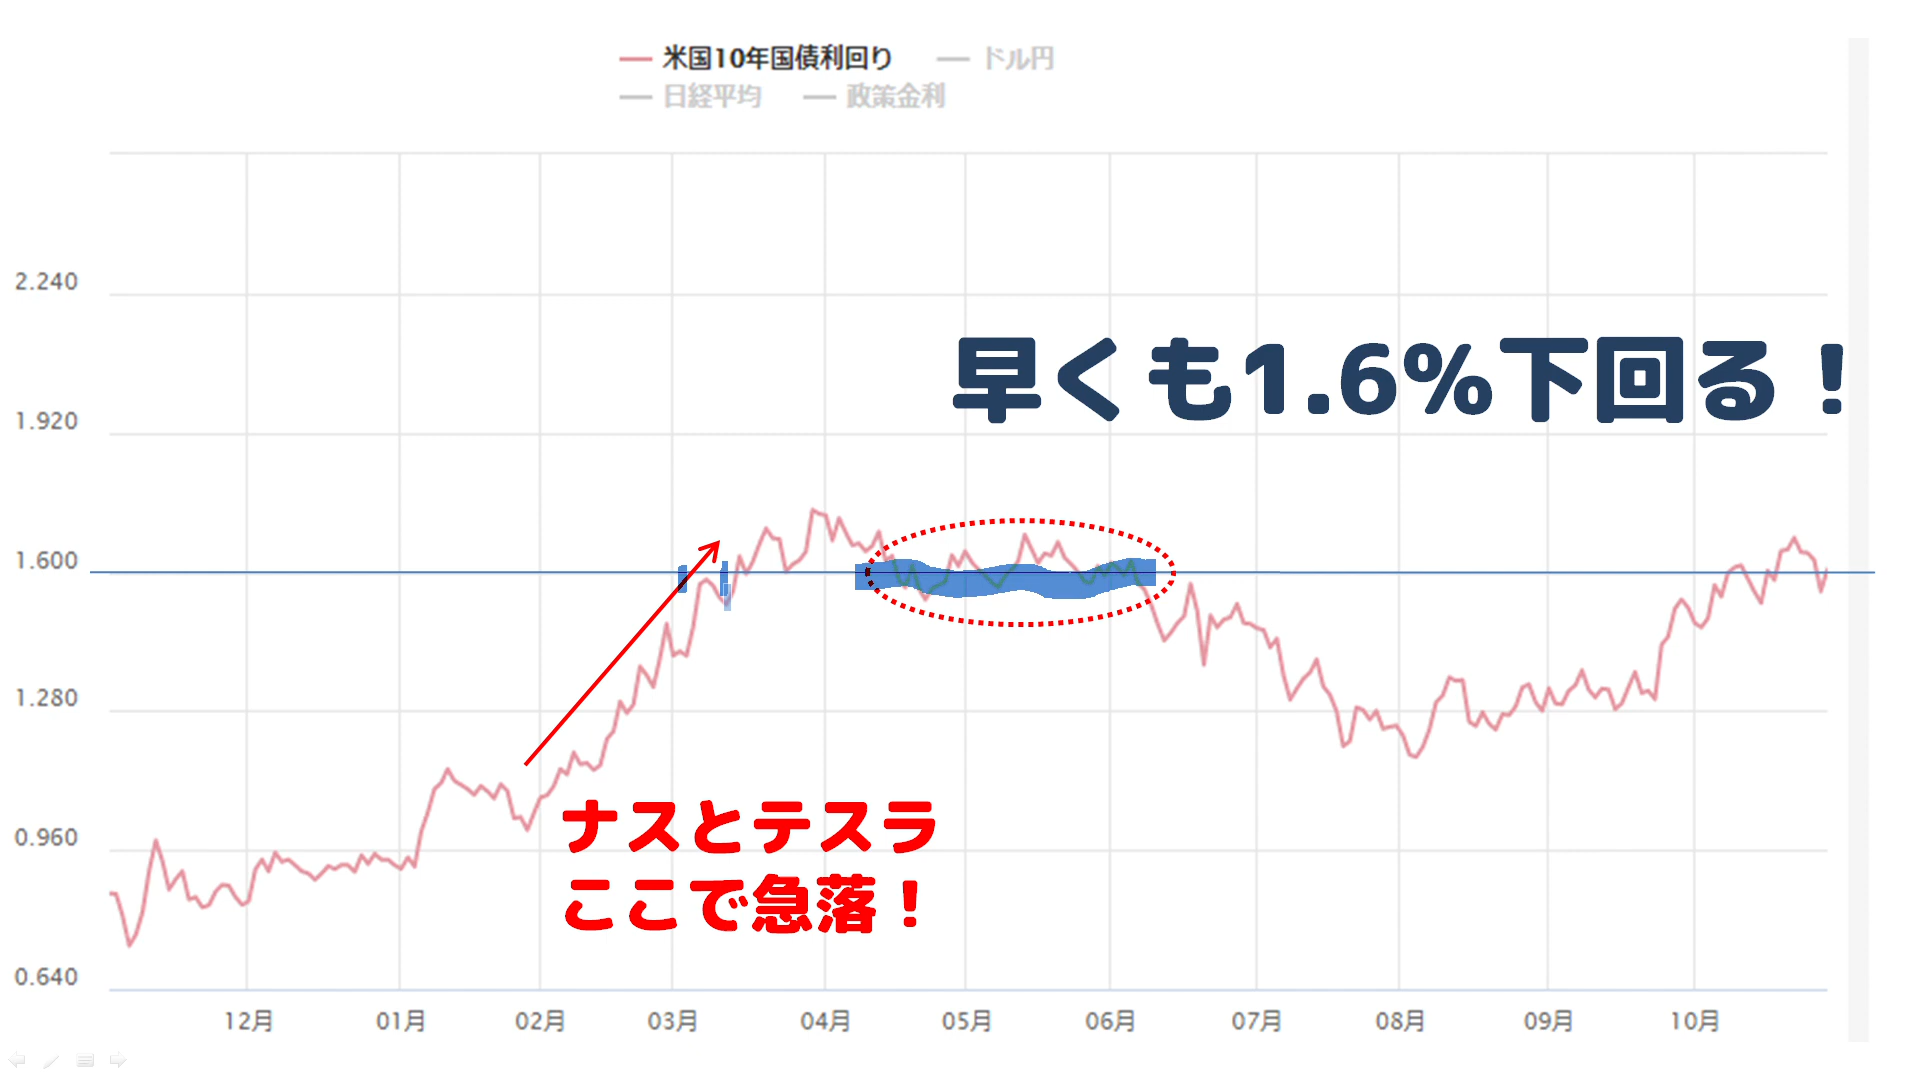 米国10年国債利回り ドル円
日経平均 政策金利
2.240
早くも1.6%下回る！
1.920
1.600
1.280
ナスとテスラ
ここで急落！
0.960
0.640
12月 01月 02月 03月 04月 05月 06月 07月 08月 09月 10月